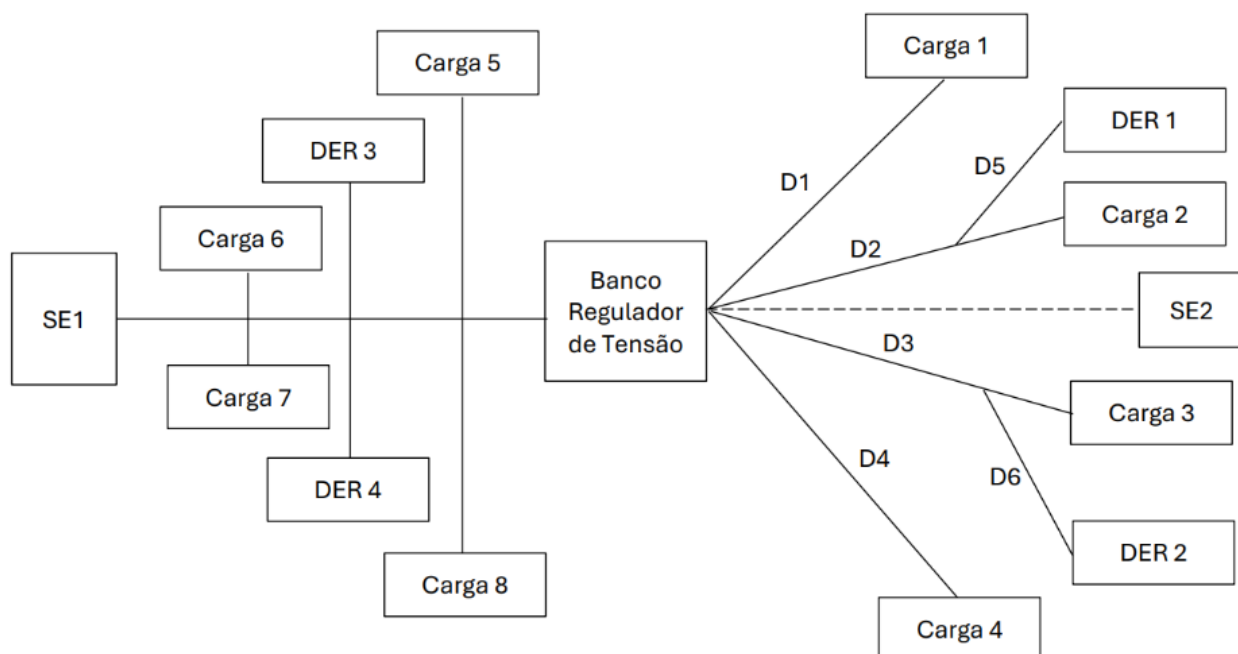 Carga 1
Carga 5
DER 1
DER 3
D5
D1
Carga 6
Carga 2
D2
SE1
Banco
Regulador
de Tensão
SE2
D3
Carga 7
Carga 3
D4
D6
DER 4
DER 2
Carga 8
Carga 4